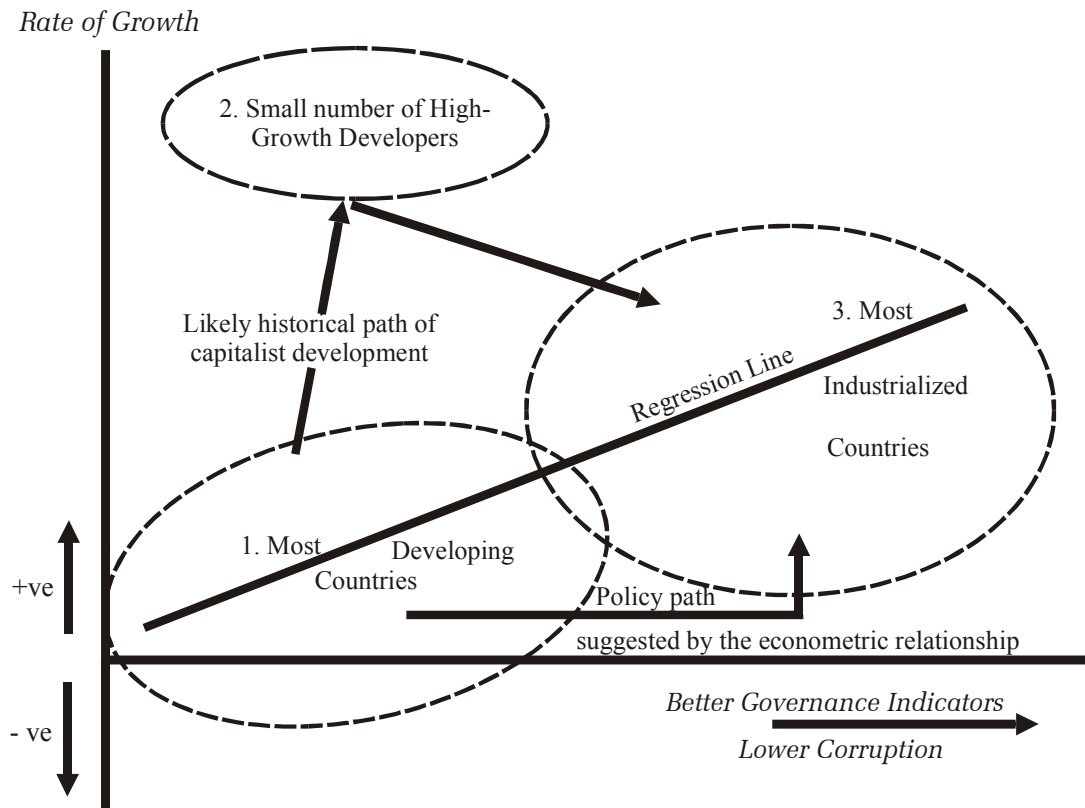 Rate of Growth
2. Small number of High-
Growth Developers
Likely historical path of
capitalist development
3. Most
Industrialized
Countries
Regression Line
1. Most Developing
Countries
+ve
- ve
Policy path
suggested by the econometric relationship
Better Governance Indicators
Lower Corruption